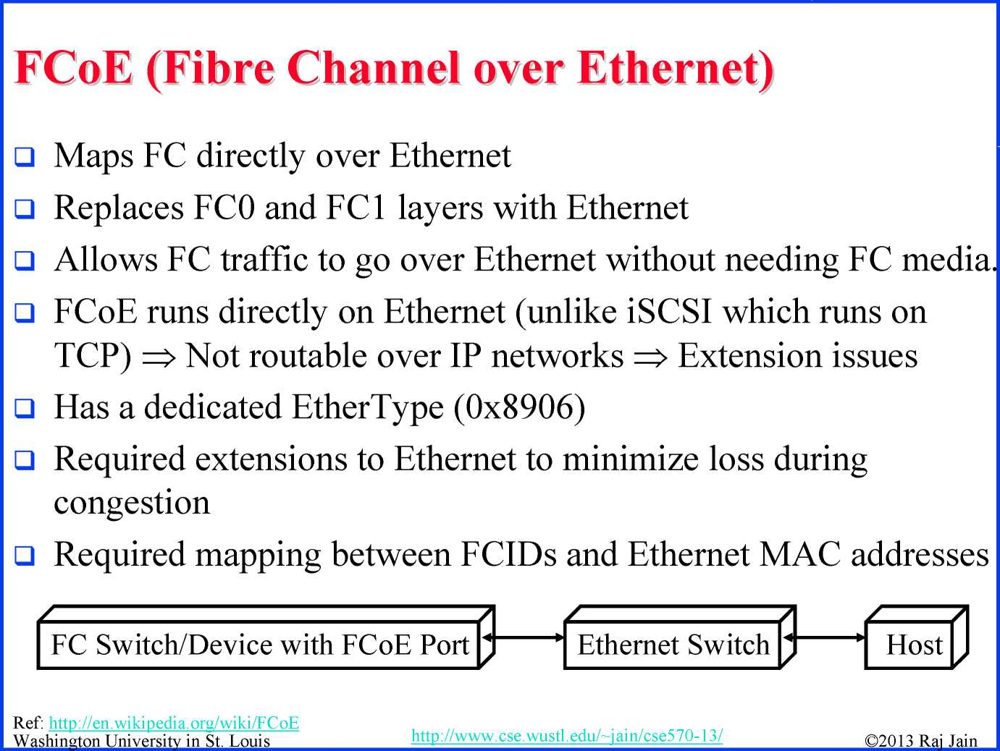 FCoE (Fibre Channel over Ethernet)
Maps FC directly over Ethernet
Replaces FC0 and FC1 layers with Ethernet
Allows FC traffic to go over Ethernet without needing FC media.
FCoE runs directly on Ethernet (unlike iSCSI which runs on
TCP) ⇒ Not routable over IP networks ⇒ Extension issues
Has a dedicated EtherType (0x8906)
Required extensions to Ethernet to minimize loss during
congestion
Required mapping between FCIDs and Ethernet MAC addresses
FC Switch/Device with FCoE Port
Ethernet Switch
Host
Ref: http://en.wikipedia.org/wiki/FCoE
Washington University in St. Louis
http://www.cse.wustl.edu/~jain/cse570-13/
©2013 Raj Jain